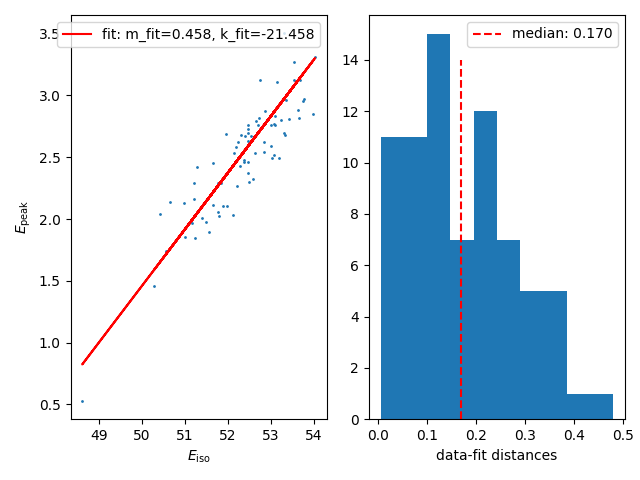 fit: m_fit=0.458, k_fit=-21.458
3.5
3.0
2.5
2.0
1.5
1.0
0.5
E_peak
49 50 51 52 53 54
E_iso
median: 0.170
14
12
10
8
6
4
2
0
0.0 0.1 0.2 0.3 0.4 0.5
data-fit distances